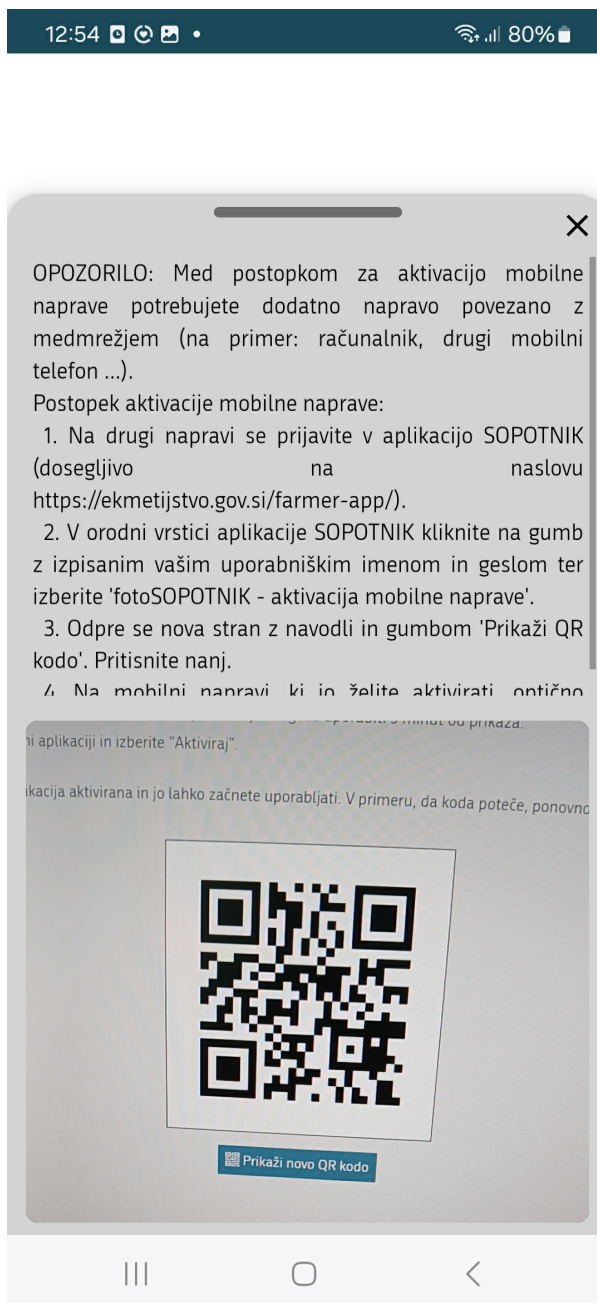 12:54
80%
OPOZORILO: Med postopkom za aktivacijo mobilne
naprave potrebujete dodatno napravo povezano z
medmrežjem (na primer: računalnik, drugi mobilni
telefon ...).
Postopek aktivacije mobilne naprave:
1. Na drugi napravi se prijavite v aplikacijo SOPOTNIK
(dosegljivo na naslovu
https://ekmetijstvo.gov.si/farmer-app/).
2. V orodni vrstici aplikacije SOPOTNIK kliknite na gumb
z izpisanim vašim uporabniškim imenom in geslom ter
izberite 'fotoSOPOTNIK - aktivacija mobilne naprave'.
3. Odpre se nova stran z navodli in gumbom 'Prikaži QR
kodo'. Pritisnite nanj.
4. Na mobilni napravi, ki jo želite aktivirati, optično
minut od prikaza.
ni aplikaciji in izberite "Aktiviraj".
ikacija aktivirana in jo lahko začnete uporabljati. V primeru, da koda poteče, ponovno
Prikaži novo QR kodo